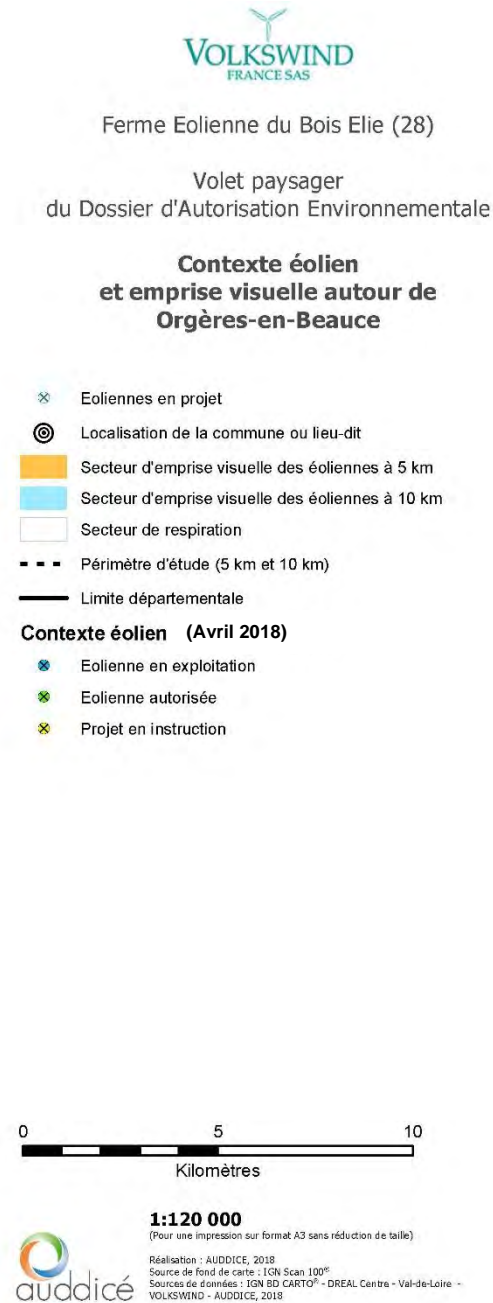 VOLKSWIND
FRANCE SAS
Ferme Eolienne du Bois Elie (28)
Volet paysager
du Dossier d'Autorisation Environnementale
Contexte éolien
et emprise visuelle autour de
Orgères-en-Beauce
Eoliennes en projet
Localisation de la commune ou lieu-dit
Secteur d'emprise visuelle des éoliennes à 5 km
Secteur d'emprise visuelle des éoliennes à 10 km
Secteur de respiration
Périmètre d'étude (5 km et 10 km)
Limite départementale
Contexte éolien (Avril 2018)
Eolienne en exploitation
Eolienne autorisée
Projet en instruction
0 5 10
Kilomètres
1:120 000
(Pour une impression sur format A3 sans réduction de taille)
Réalisation : AUDDICE, 2018
Source de fond de carte : IGN Scan 100®
Sources de données : IGN BD CARTO® - DREAL Centre - Val-de-Loire -
VOLKSWIND - AUDDICE, 2018
auddicé